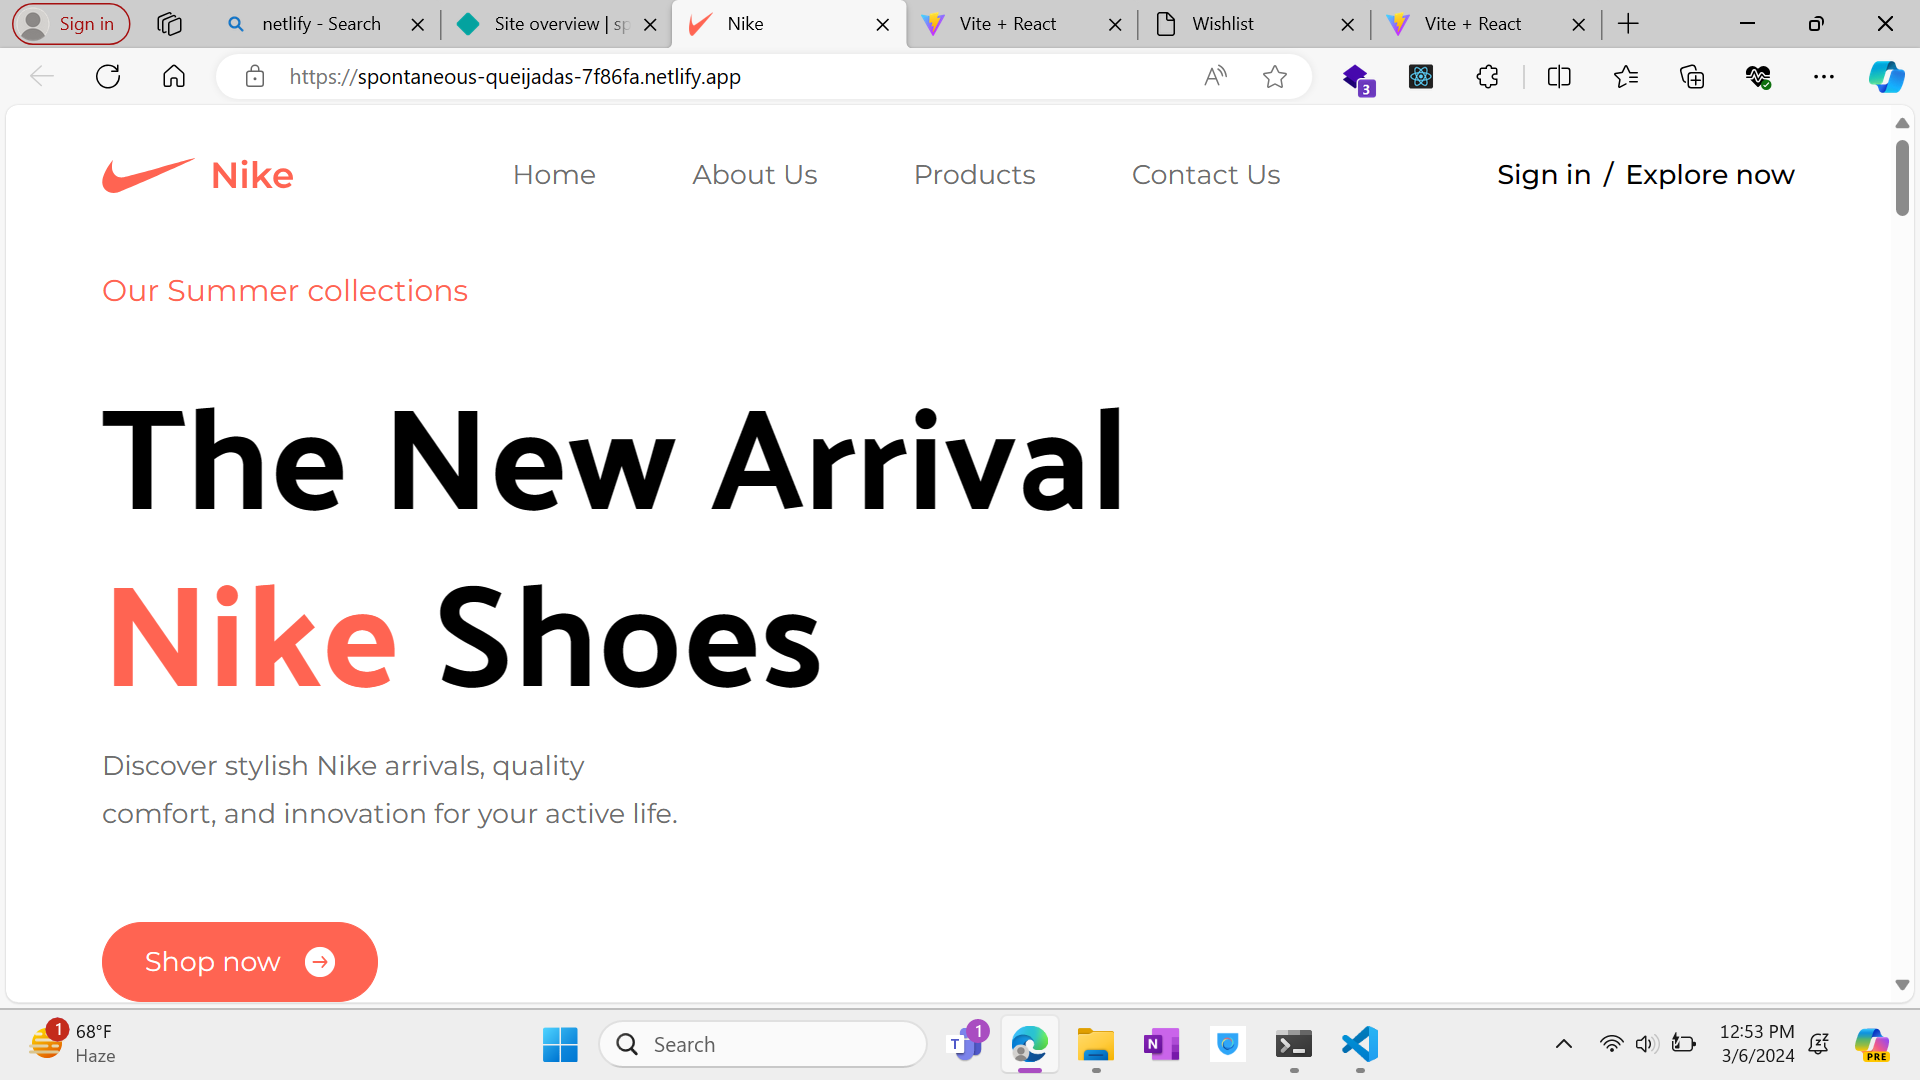 Sign in
netlify - Search
Site overview | sp
Nike
Vite + React
Wishlist
Vite + React
https://spontaneous-queijadas-7f86fa.netlify.app
3
Nike
Home
About Us
Products
Contact Us
Sign in / Explore now
Our Summer collections
The New Arrival
Nike Shoes
Discover stylish Nike arrivals, quality
comfort, and innovation for your active life.
Shop now
1
68°F
Haze
Search
1
12:53 PM
3/6/2024
PRE